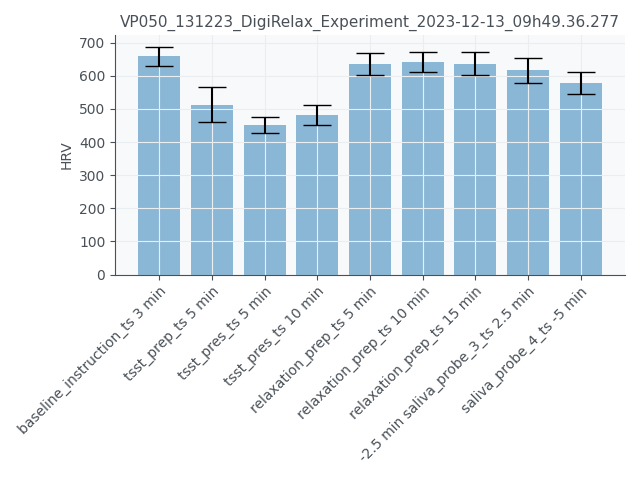 VP050_131223_DigiRelax_Experiment_2023-12-13_09h49.36.277
700
600
500
400
300
200
100
0
HRV
baseline_instruction_ts 3 min
tsst_prep_ts 5 min
tsst_pres_ts 5 min
tsst_pres_ts 10 min
relaxation_prep_ts 5 min
relaxation_prep_ts 10 min
relaxation_prep_ts 15 min
-2.5 min saliva_probe_3_ts 2.5 min
saliva_probe_4_ts -5 min